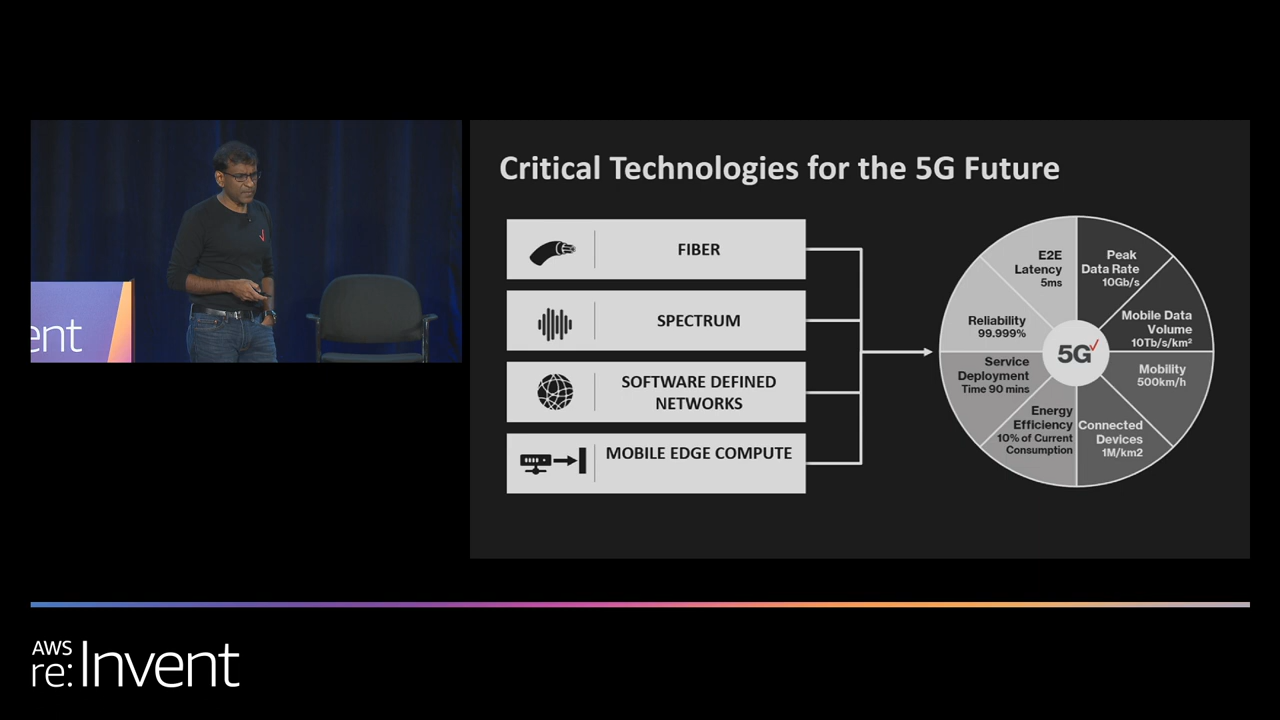 ent
Critical Technologies for the 5G Future
FIBER
SPECTRUM
SOFTWARE DEFINED
NETWORKS
MOBILE EDGE COMPUTE
E2E
Latency
5ms
Peak
Data Rate
10Gb/s
Mobile Data
Volume
10Tb/s/km²
Mobility
500km/h
Connected
Devices
1M/km2
Energy
Efficiency
10% of Current
Consumption
Service
Deployment
Time 90 mins
Reliability
99.999%
5G
AWS
re:Invent